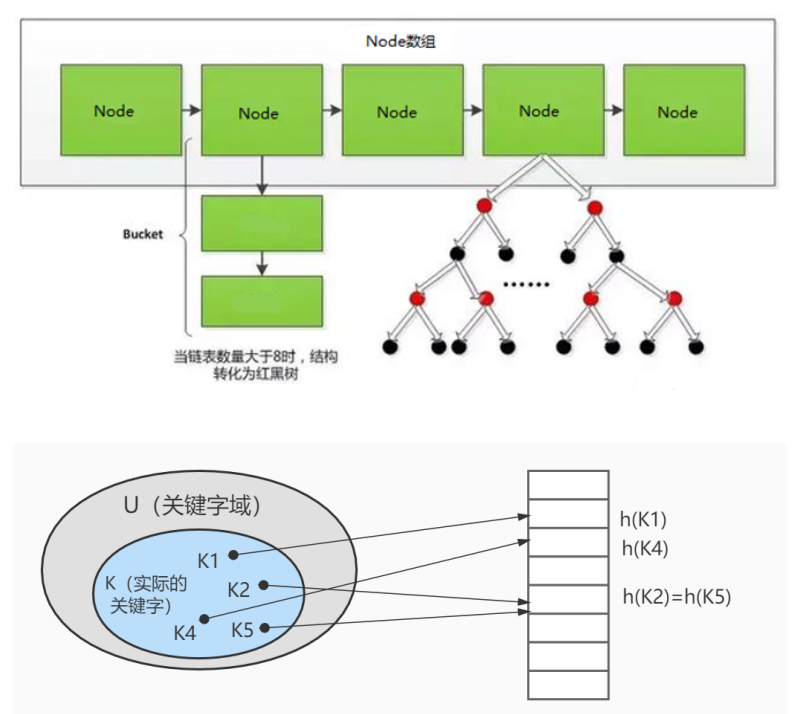 Node数组
Node
Node
Node
Node
Node
Bucket
当链表数量大于8时，结构
转化为红黑树
......
U（关键字域）
K1
K（实际的
关键字）
K2
K4
K5
h(K1)
h(K4)
h(K2)=h(K5)